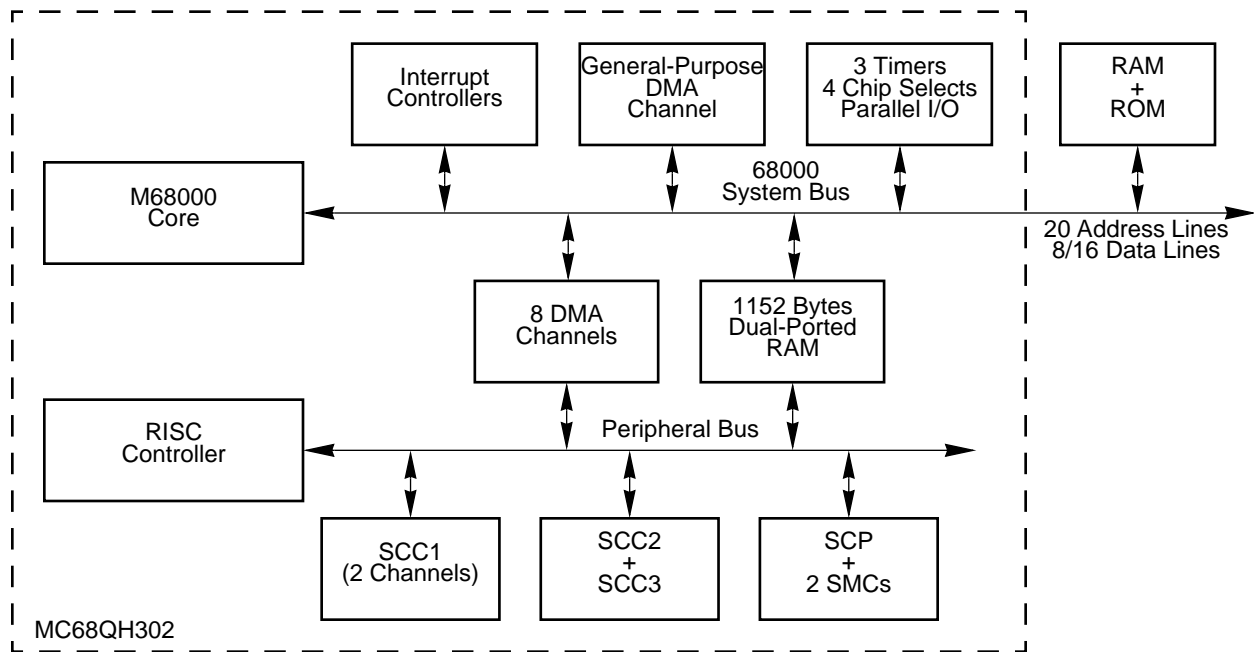 Interrupt
Controllers
General-Purpose
DMA
Channel
3 Timers
4 Chip Selects
Parallel I/O
RAM
+
ROM
M68000
Core
68000
System Bus
20 Address Lines
8/16 Data Lines
8 DMA
Channels
1152 Bytes
Dual-Ported
RAM
RISC
Controller
Peripheral Bus
SCC1
(2 Channels)
SCC2
+
SCC3
SCP
+
2 SMCs
MC68QH302